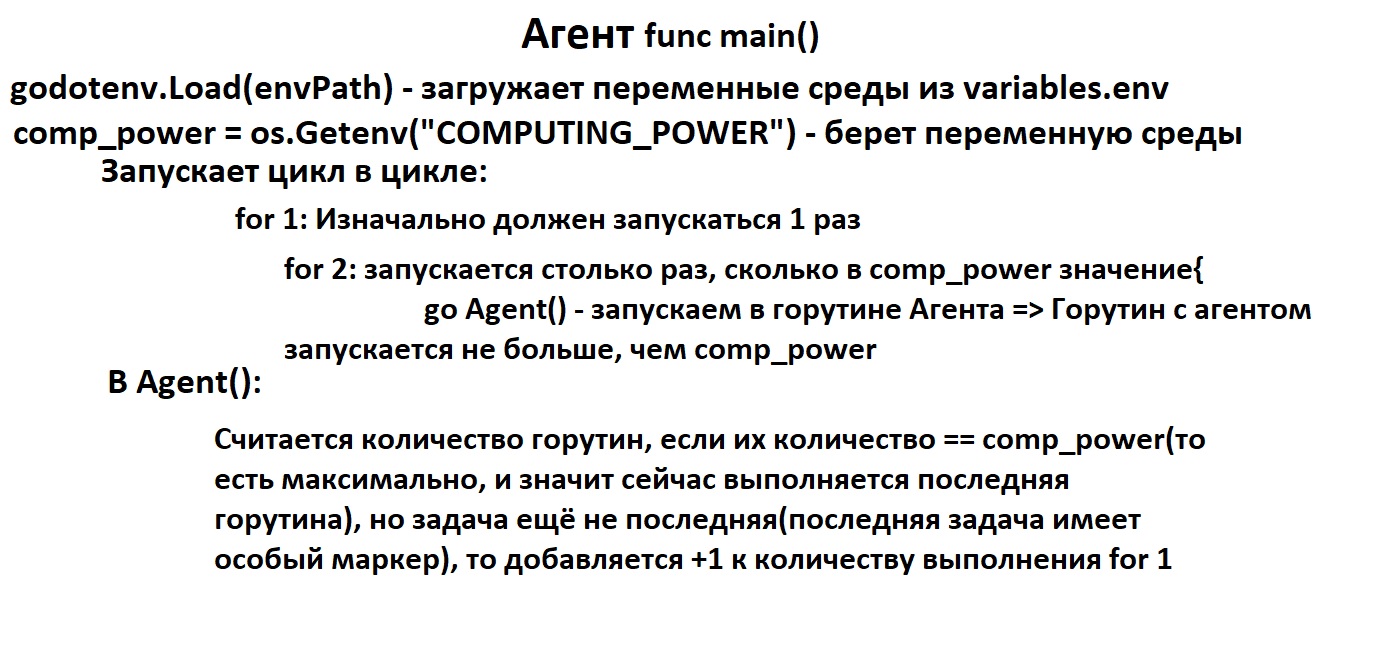 Агент func main()
godotenv.Load(envPath) - загружает переменные среды из variables.env
comp_power = os.Getenv("COMPUTING_POWER") - берет переменную среды
Запускает цикл в цикле:
for 1: Изначально должен запускаться 1 раз
for 2: запускается столько раз, сколько в comp_power значение{
go Agent() - запускаем в горутине Агента => Горутин с агентом
запускается не больше, чем comp_power
В Agent():
Считается количество горутин, если их количество == comp_power(то
есть максимально, и значит сейчас выполняется последняя
горутина), но задача ещё не последняя(последняя задача имеет
особый маркер), то добавляется +1 к количеству выполнения for 1